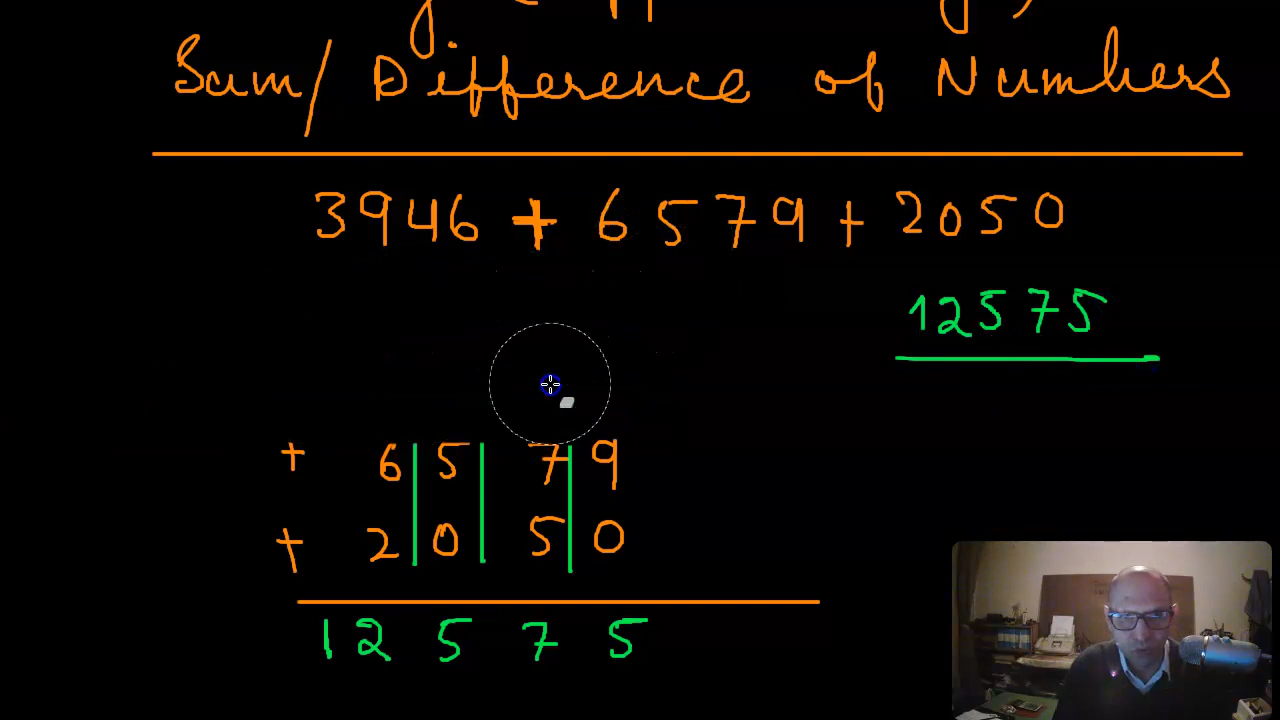 Sum/ Difference of Numbers
3946 + 6579 + 2050
12575
+ 6 5 7 9
+ 2 0 5 0
1 2 5 7 5